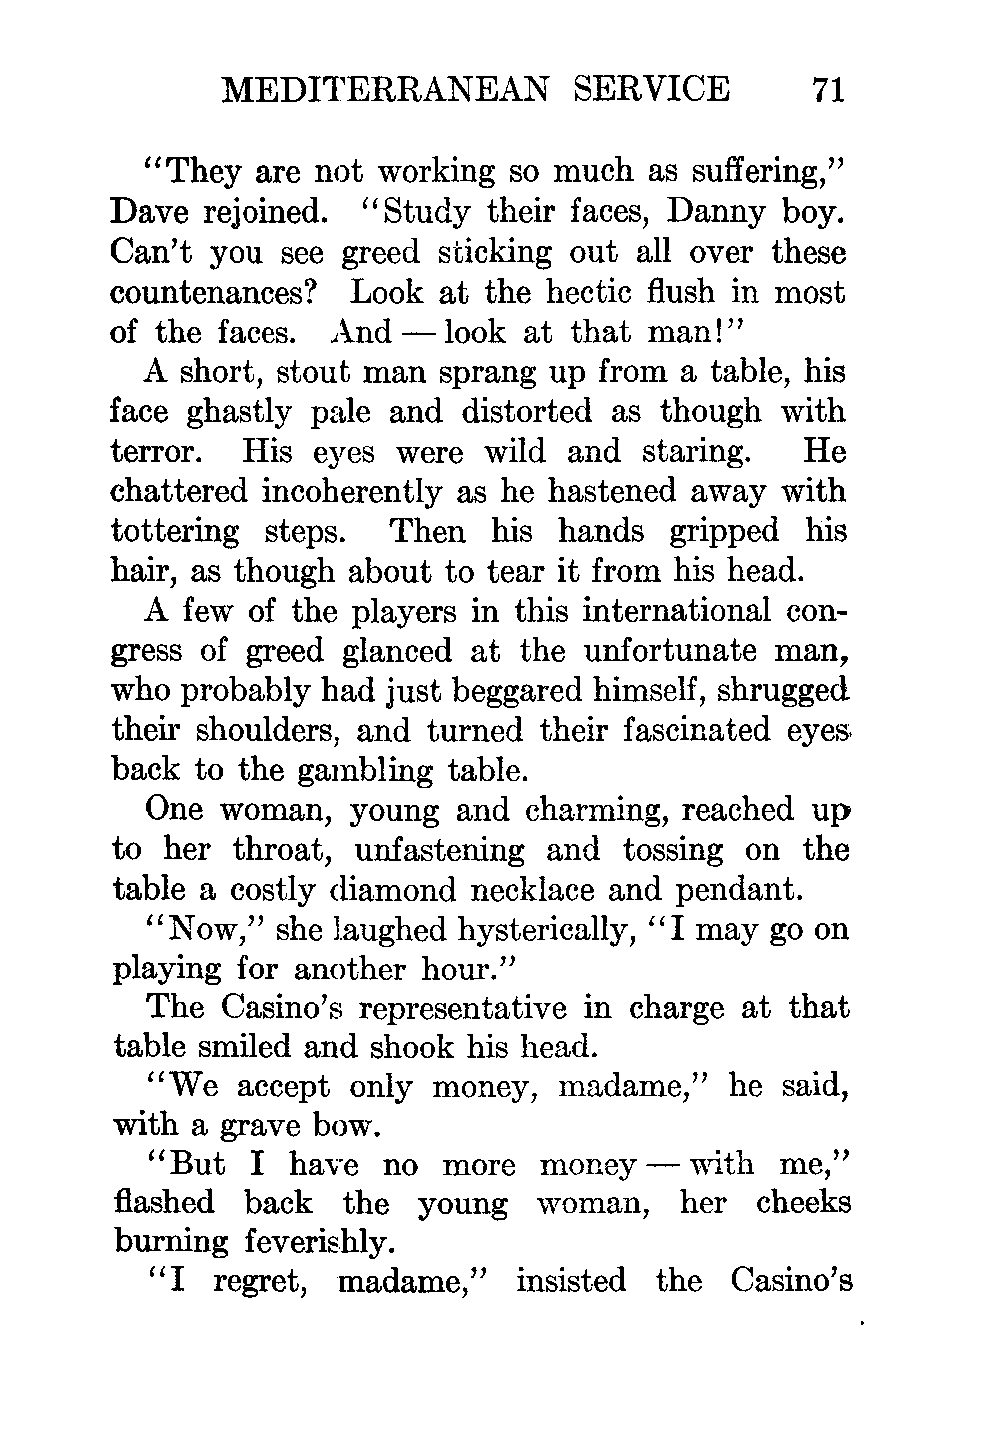 MEDITERRANEAN SERVICE 71
"They are not working so much as suffering,"
Dave rejoined. "Study their faces, Danny boy.
Can't you see greed sticking out all over these
countenances? Look at the hectic flush in most
of the faces. And — look at that man!"
A short, stout man sprang up from a table, his
face ghastly pale and distorted as though with
terror. His eyes were wild and staring. He
chattered incoherently as he hastened away with
tottering steps. Then his hands gripped his
hair, as though about to tear it from his head.
A few of the players in this international con-
gress of greed glanced at the unfortunate man,
who probably had just beggared himself, shrugged
their shoulders, and turned their fascinated eyes
back to the gambling table.
One woman, young and charming, reached up
to her throat, unfastening and tossing on the
table a costly diamond necklace and pendant.
"Now," she laughed hysterically, "I may go on
playing for another hour."
The Casino's representative in charge at that
table smiled and shook his head.
"We accept only money, madame," he said,
with a grave bow.
"But I have no more money — with me,"
flashed back the young woman, her cheeks
burning feverishly.
"I regret, madame," insisted the Casino's